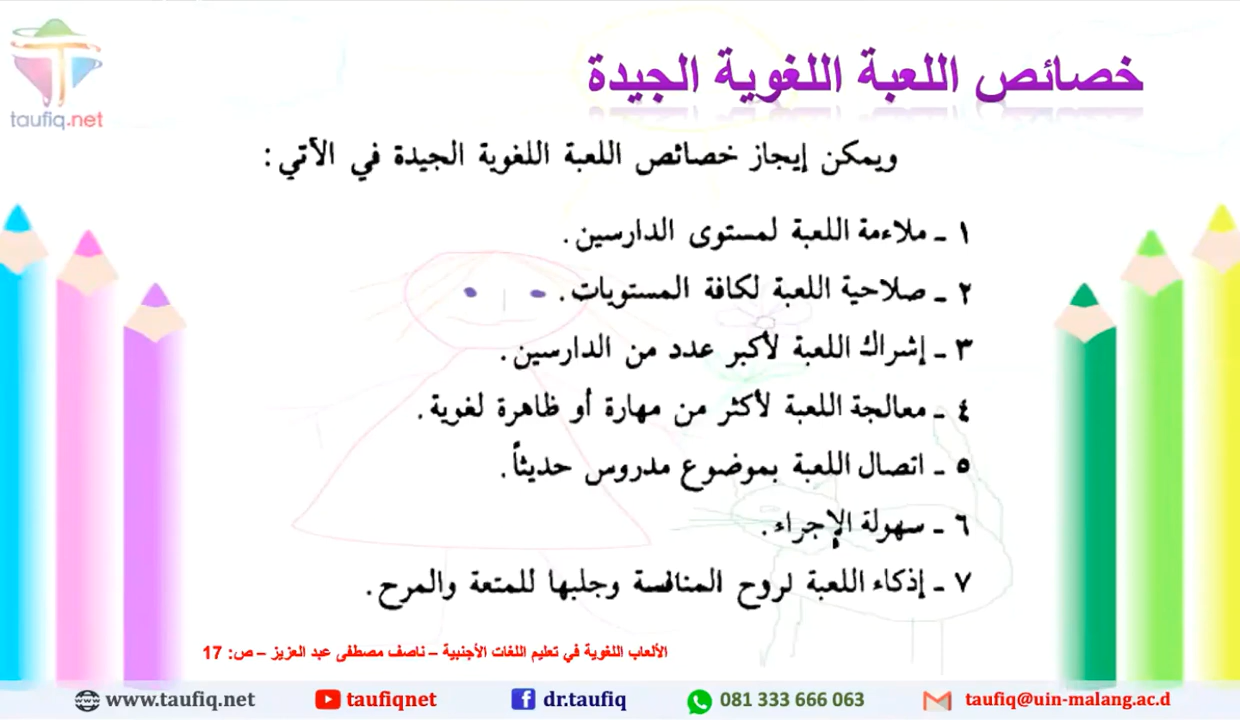 taufiq.net
خصائص اللعبة اللغوية الجيدة
ويمكن إيجاز خصائص اللعبة اللغوية الجيدة في الآتي :
١ ـ ملاءمة اللعبة لمستوى الدارسين.
٢ ـ صلاحية اللعبة لكافة المستويات.
٣ ـ إشراك اللعبة لأكبر عدد من الدارسين.
٤ ـ معالجة اللعبة لأكثر من مهارة أو ظاهرة لغوية.
٥ ـ اتصال اللعبة بموضوع مدروس حديثاً.
٦ ـ سهولة الإجراء.
٧ ـ إذكاء اللعبة لروح المنافسة وجلبها للمتعة والمرح.
الألعاب اللغوية في تعليم اللغات الأجنبية – ناصف مصطفى عبد العزيز – ص: 17
www.taufiq.net taufiqnet dr.taufiq 081 333 666 063 taufiq@uin-malang.ac.d